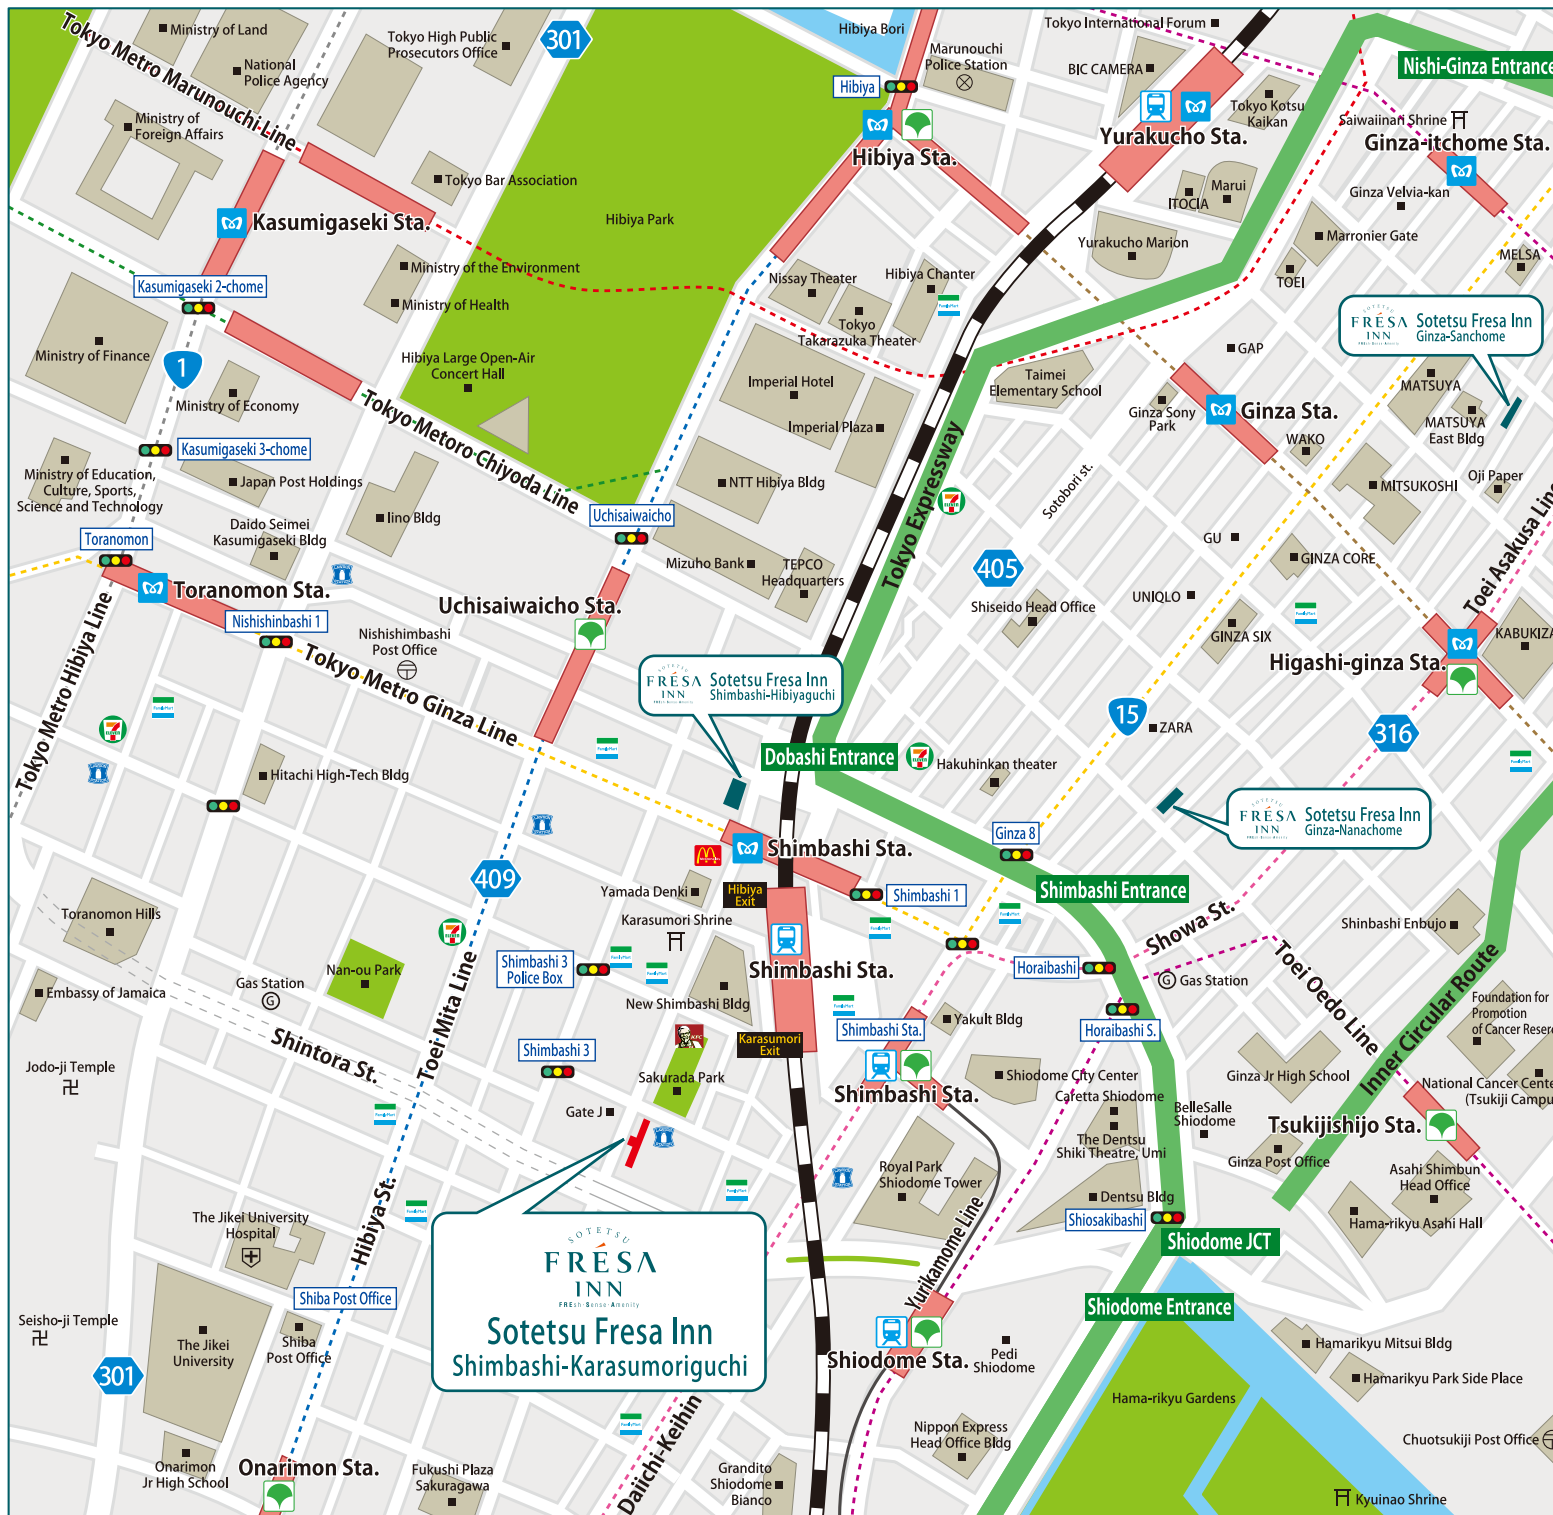 Tokyo Metro Marunouchi Line
Ministry of Land
National
Police Agency
Tokyo High Public
Prosecutors Office
301
Hibiya Bori
Marunouchi
Police Station
Tokyo International Forum
BIC CAMERA
Nishi-Ginza Entrance
Hibiya
Hibiya Sta.
Yurakucho Sta.
Tokyo Kotsu
Kaikan
Saiwaiinan Shrine
Ginza-itchome Sta.
Ministry of
Foreign Affairs
Tokyo Bar Association
Kasumigaseki Sta.
Hibiya Park
ITOCIA
Marui
Ginza Velvia-kan
Yurakucho Marion
Marronier Gate
MELSA
TOEI
Ministry of the Environment
Ministry of Health
Kasumigaseki 2-chome
Nissay Theater
Hibiya Chanter
FamilyMart
Tokyo
Takarazuka Theater
SOTETSU
FRÉSA
INN
Sotetsu Fresa Inn
Ginza-Sanchome
Ministry of Finance
1
Ministry of Economy
Hibiya Large Open-Air
Concert Hall
Imperial Hotel
Imperial Plaza
Taimei
Elementary School
GAP
Ginza Sony
Park
Ginza Sta.
WAKO
MATSUYA
MATSUYA
East Bldg
Kasumigaseki 3-chome
Tokyo Metoro Chiyoda Line
Ministry of Education,
Culture, Sports,
Science and Technology
Japan Post Holdings
Iino Bldg
Daido Seimei
Kasumigaseki Bldg
NTT Hibiya Bldg
Tokyo Expressway
Sotobori st.
MITSUKOSHI
Oji Paper
Toei Asakusa Line
Toranomon
Toranomon Sta.
Uchisaiwaicho
Mizuho Bank
TEPCO
Headquarters
405
GU
GINZA CORE
UNIQLO
Shiseido Head Office
GINZA SIX
FamilyMart
KABUKIZA
Higashi-ginza Sta.
Nishishinbashi 1
Uchisaiwaicho Sta.
Nishishimbashi
Post Office
Tokyo Metro Hibiya Line
Tokyo Metro Ginza Line
SOTETSU
FRÉSA
INN
Sotetsu Fresa Inn
Shimbashi-Hibiyaguchi
15
ZARA
316
Dobashi Entrance
Hakuhinkan theater
Hitachi High-Tech Bldg
SOTETSU
FRÉSA
INN
Sotetsu Fresa Inn
Ginza-Nanachome
Shimbashi Sta.
Ginza 8
409
Yamada Denki
Hibiya
Exit
Shimbashi 1
Shimbashi Entrance
Toranomon Hills
Karasumori Shrine
Showa St.
Shinbashi Enbujo
Shimbashi 3
Police Box
Nan-ou Park
Gas Station
G
Shimbashi Sta.
Horaibashi
G
Gas Station
Toei Oedo Line
Embassy of Jamaica
Toei Mita Line
New Shimbashi Bldg
Foundation for
Promotion
of Cancer Reserch
Shintora St.
Shimbashi 3
KFC
Karasumori
Exit
Shimbashi Sta.
Yakult Bldg
Horaibashi S.
Inner Circular Route
Jodo-ji Temple
Sakurada Park
Shimbashi Sta.
Shiodome City Center
Caretta Shiodome
Ginza Jr High School
National Cancer Center
(Tsukiji Campus)
Gate J
BelleSalle
Shiodome
Tsukijishijo Sta.
The Dentsu
Shiki Theatre, Umi
Ginza Post Office
Royal Park
Shiodome Tower
Asahi Shimbun
Head Office
Dentsu Bldg
Shiosakibashi
Hama-rikyu Asahi Hall
The Jikei University
Hospital
Hibiya St.
SOTETSU
FRÉSA
INN
FREsh·Sense·Amenity
Sotetsu Fresa Inn
Shimbashi-Karasumoriguchi
Yurikamome Line
Shiodome JCT
Shiba Post Office
Shiodome Entrance
Seisho-ji Temple
The Jikei
University
Shiba
Post Office
301
Shiodome Sta.
Pedi
Shiodome
Hamarikyu Mitsui Bldg
Hamarikyu Park Side Place
Hama-rikyu Gardens
Daiichi-Keihin
Nippon Express
Head Office Bldg
Chuotsukiji Post Office
Onarimon
Jr High School
Onarimon Sta.
Fukushi Plaza
Sakuragawa
Grandito
Shiodome
Bianco
Kyuinao Shrine